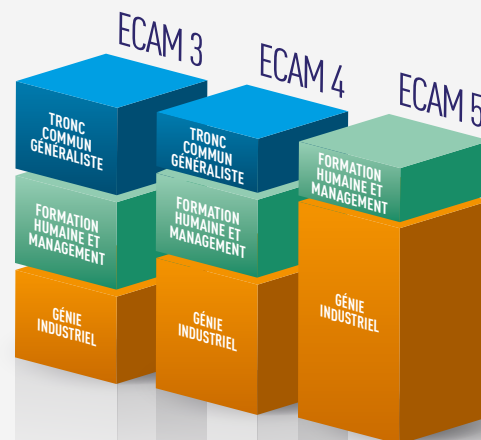 ECAM 3
TRONC
COMMUN
GÉNÉRALISTE
FORMATION
HUMAINE ET
MANAGEMENT
GÉNIE
INDUSTRIEL
ECAM 4
TRONC
COMMUN
GÉNÉRALISTE
FORMATION
HUMAINE ET
MANAGEMENT
GÉNIE
INDUSTRIEL
ECAM 5
FORMATION
HUMAINE ET
MANAGEMENT
GÉNIE
INDUSTRIEL